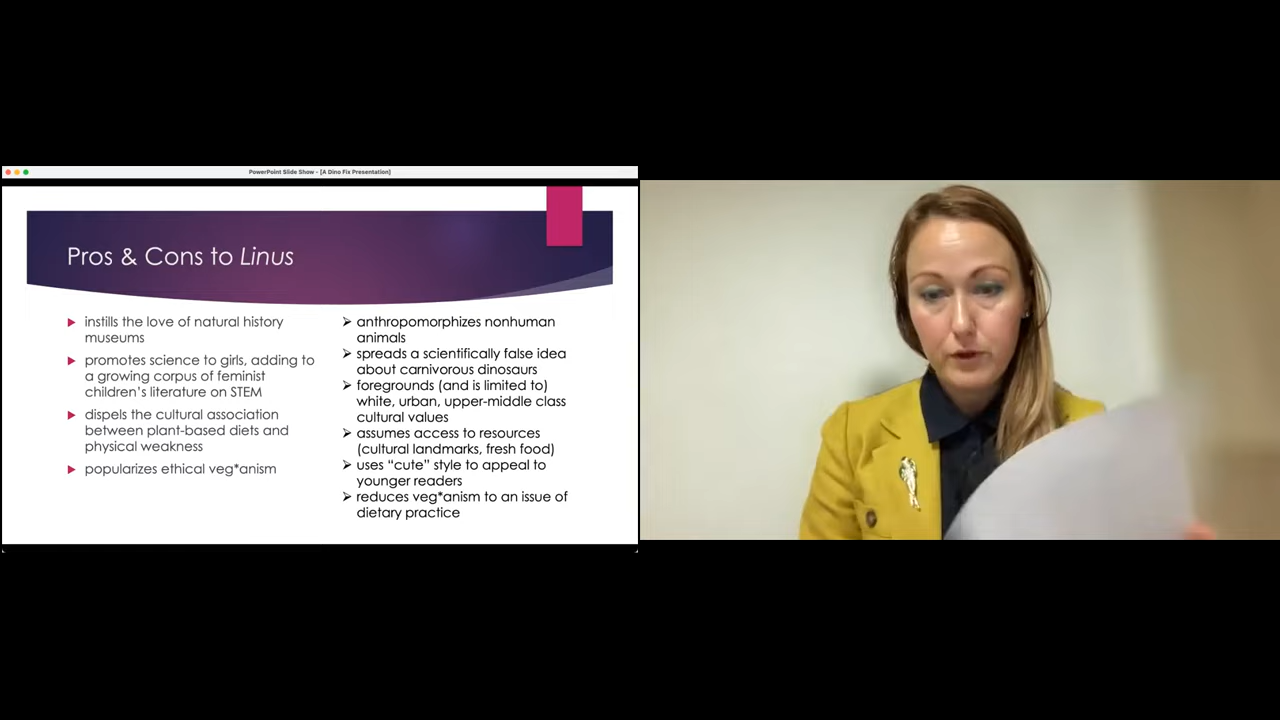 PowerPoint Slide Show - [A Dino Fix Presentation]
Pros & Cons to Linus
instills the love of natural history
museums
promotes science to girls, adding to
a growing corpus of feminist
children's literature on STEM
dispels the cultural association
between plant-based diets and
physical weakness
popularizes ethical veg*anism
anthropomorphizes nonhuman
animals
spreads a scientifically false idea
about carnivorous dinosaurs
foregrounds (and is limited to)
white, urban, upper-middle class
cultural values
assumes access to resources
(cultural landmarks, fresh food)
uses “cute” style to appeal to
younger readers
reduces veg*anism to an issue of
dietary practice